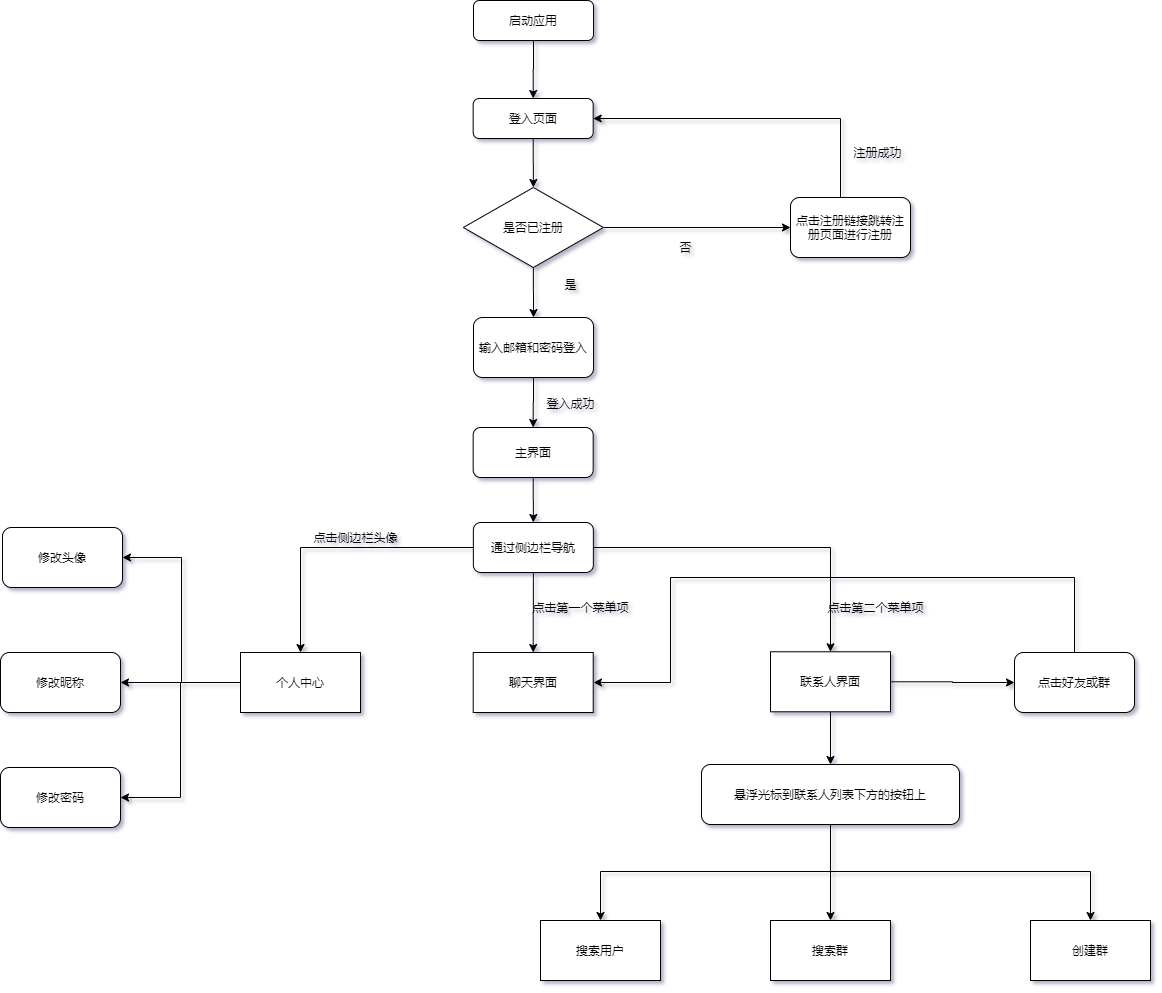 启动应用
登入页面
注册成功
是否已注册
点击注册链接跳转注
册页面进行注册
否
是
输入邮箱和密码登入
登入成功
主界面
点击侧边栏头像
通过侧边栏导航
修改头像
点击第一个菜单项
点击第二个菜单项
修改昵称
个人中心
聊天界面
联系人界面
点击好友或群
修改密码
悬浮光标到联系人列表下方的按钮上
搜索用户
搜索群
创建群